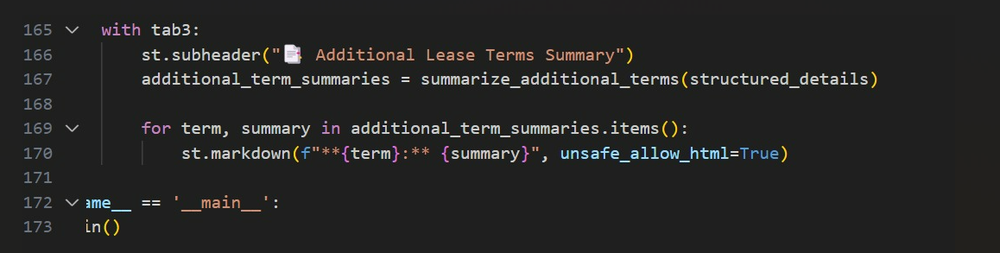 165 with tab3:
166 st.subheader("📑 Additional Lease Terms Summary")
167 additional_term_summaries = summarize_additional_terms(structured_details)
168
169 for term, summary in additional_term_summaries.items():
170 st.markdown(f"**{term}:** {summary}", unsafe_allow_html=True)
171
172 ame__ == '__main__':
173 in()